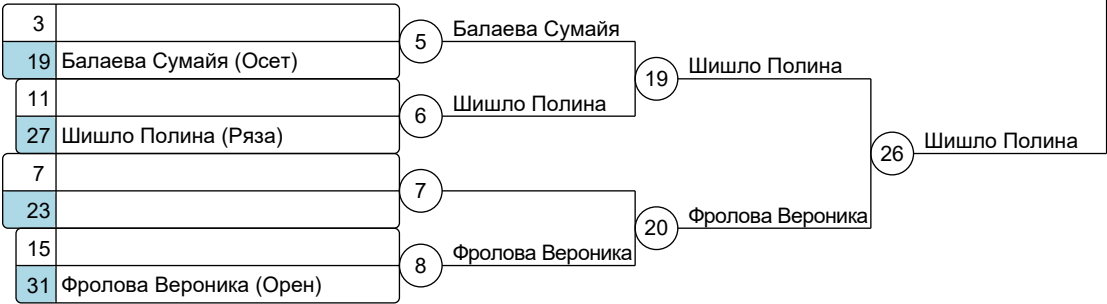 3
19 Балаева Сумайя (Осет)
5
Балаева Сумайя
11
27 Шишло Полина (Ряза)
6
Шишло Полина
19
Шишло Полина
7
23
7
15
31 Фролова Вероника (Орен)
8
Фролова Вероника
20
Фролова Вероника
26
Шишло Полина